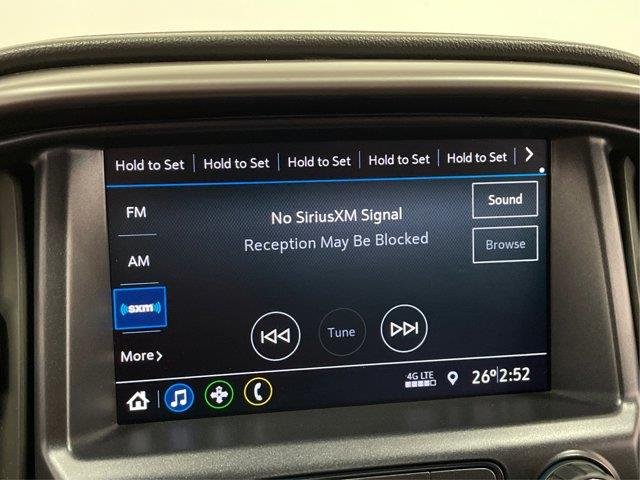 Hold to Set Hold to Set Hold to Set Hold to Set Hold to Set >
FM
No SiriusXM Signal
Sound
Reception May Be Blocked
Browse
AM
((sxm))
Tune
More >
4G LTE
26° 2:52